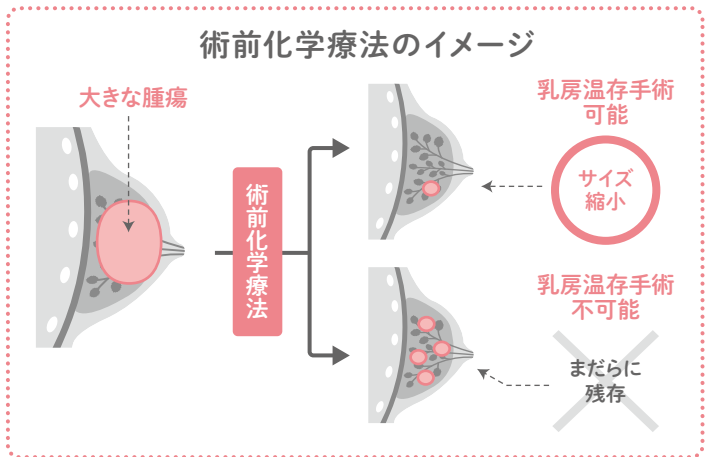 術前化学療法のイメージ
大きな腫瘍
術前化学療法
乳房温存手術
可能
サイズ
縮小
乳房温存手術
不可能
まだらに
残存